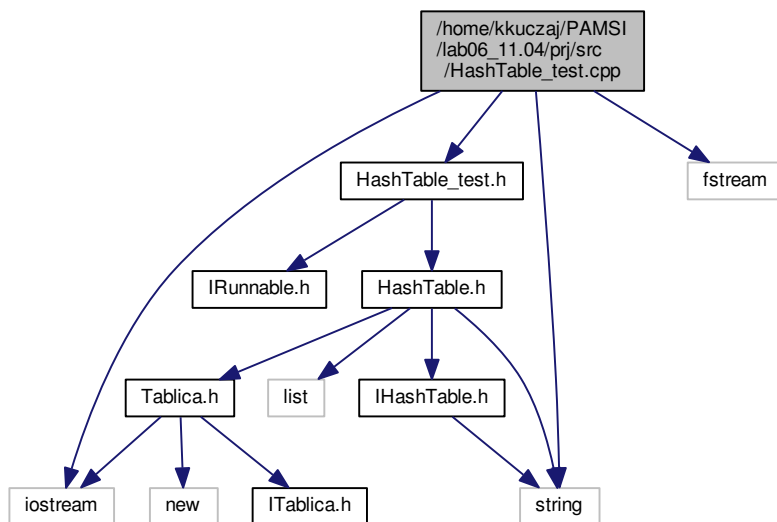 /home/kkuczaj/PAMSI
/lab06_11.04/prj/src
/HashTable_test.cpp
HashTable_test.h
fstream
IRunnable.h
HashTable.h
Tablica.h
list
IHashTable.h
iostream
new
ITablica.h
string